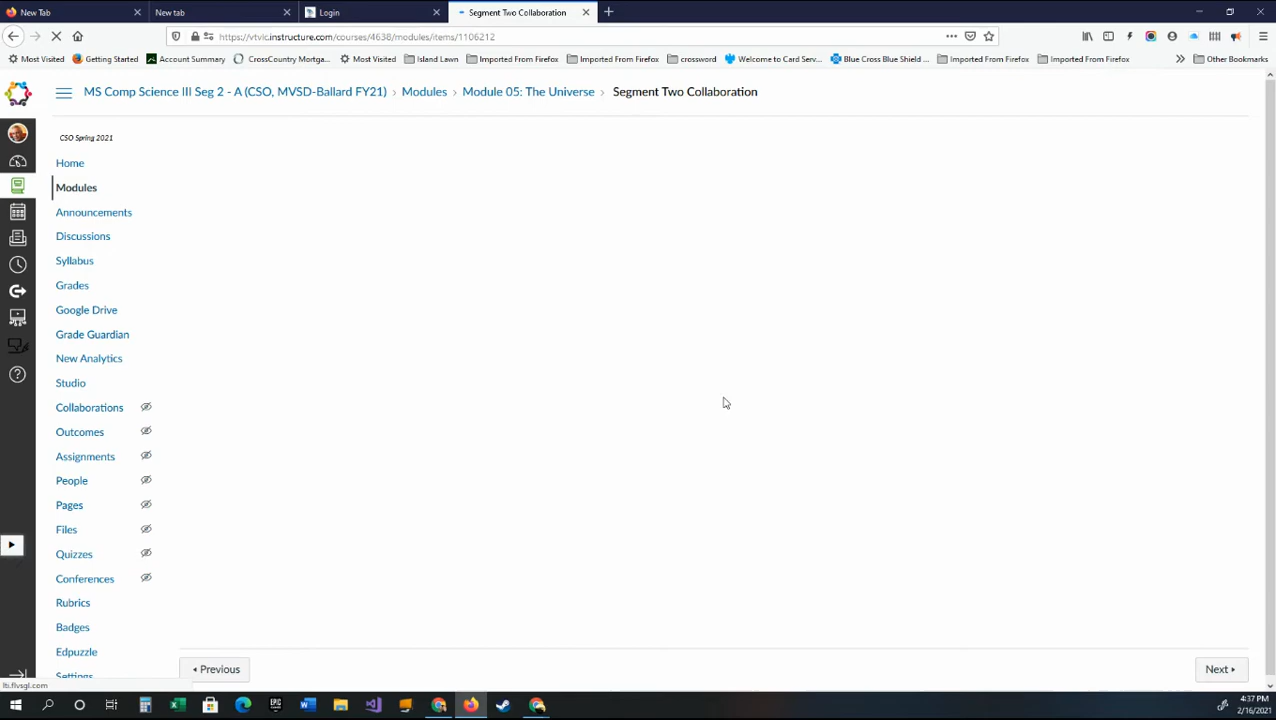 New Tab
New tab
Login
Segment Two Collaboration
https://vtvlc.instructure.com/courses/4638/modules/items/1106212
Most Visited
Getting Started
Account Summary
CrossCountry Mortga...
Most Visited
Island Lawn
Imported From Firefox
Imported From Firefox
crossword
Welcome to Card Serv...
Blue Cross Blue Shield ...
Imported From Firefox
Imported From Firefox
Other Bookmarks
MS Comp Science III Seg 2 - A (CSO, MVSD-Ballard FY21) › Modules › Module 05: The Universe › Segment Two Collaboration
CSO Spring 2021
Home
Modules
Announcements
Discussions
Syllabus
Grades
Google Drive
Grade Guardian
New Analytics
Studio
Collaborations
Outcomes
Assignments
People
Pages
Files
Quizzes
Conferences
Rubrics
Badges
Edpuzzle
Settings
Previous
Next
lti.flvsgl.com
4:37 PM
2/16/2021